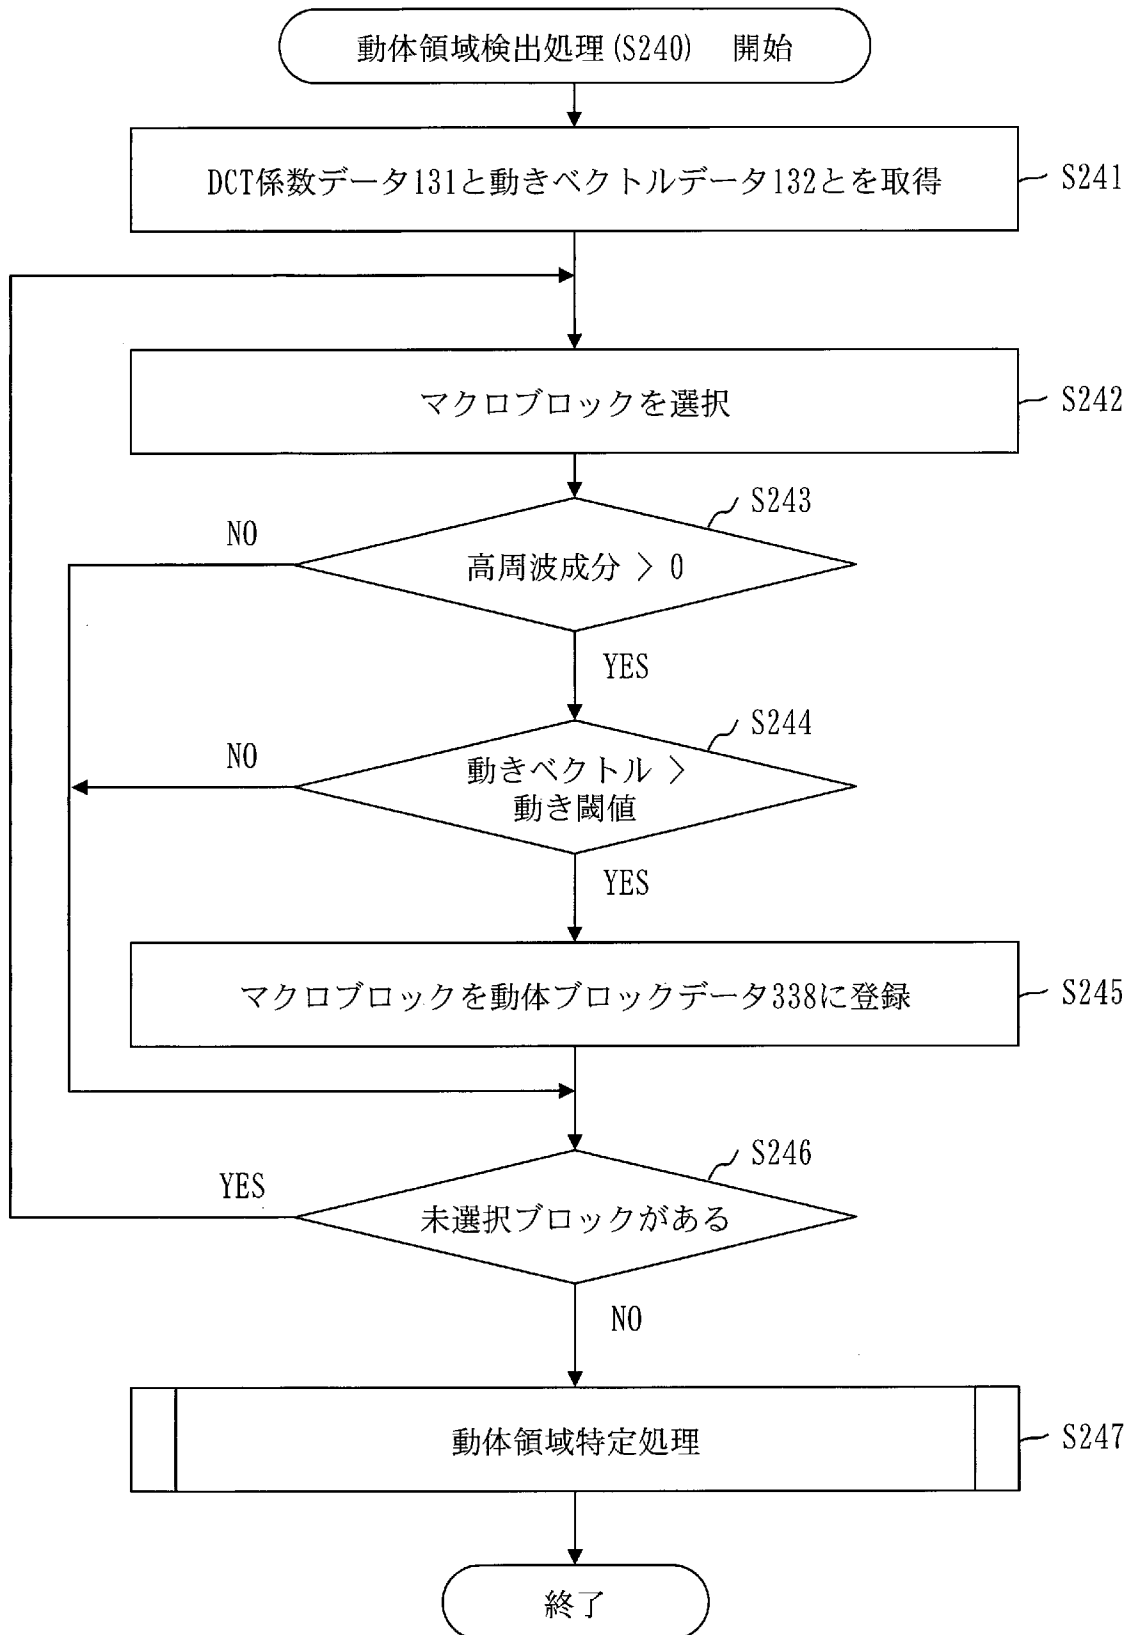 動体領域検出処理(S240) 開始
DCT係数データ131と動きベクトルデータ132とを取得
S241
マクロブロックを選択
S242
S243
NO
高周波成分 > 0
YES
S244
NO
動きベクトル >
動き閾値
YES
マクロブロックを動体ブロックデータ338に登録
S245
S246
YES
未選択ブロックがある
NO
動体領域特定処理
S247
終了